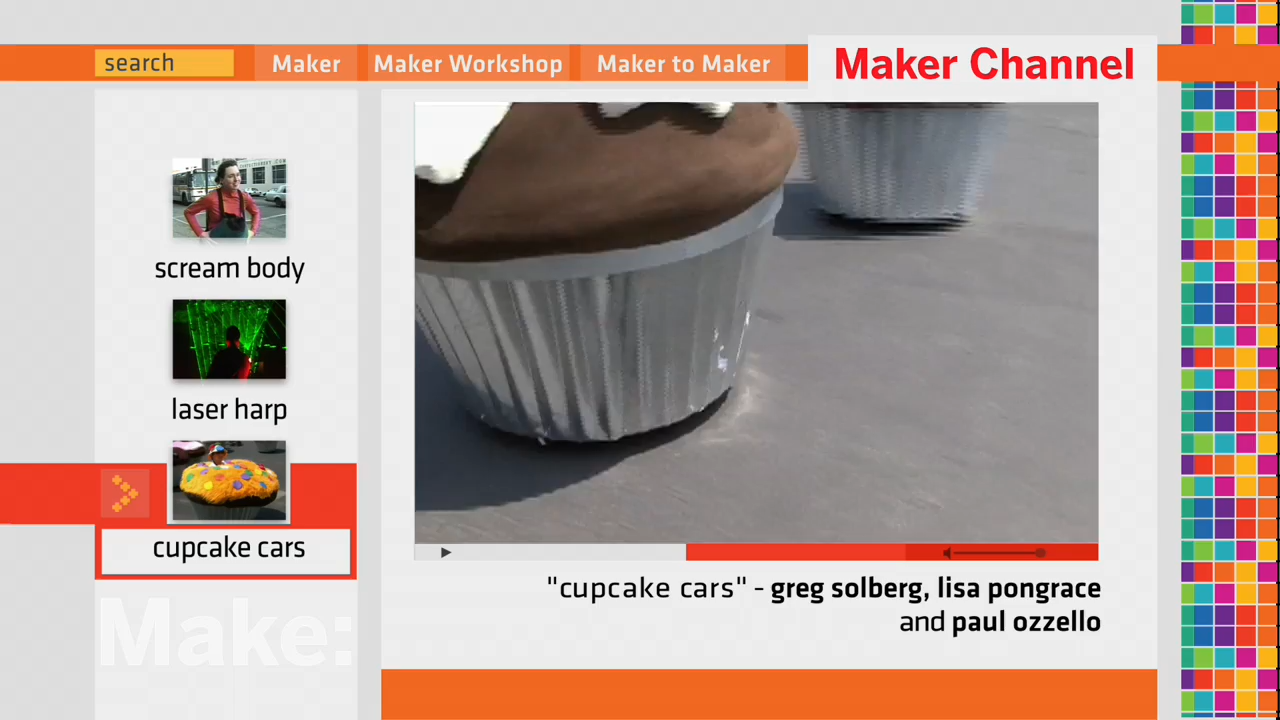 search
Maker
Maker Workshop
Maker to Maker
Maker Channel
scream body
laser harp
cupcake cars
"cupcake cars" - greg solberg, lisa pongrace
and paul ozzello
Make: